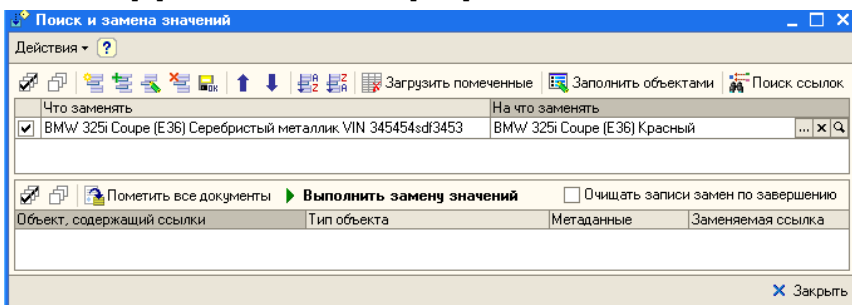 Поиск и замена значений
Действия ?
Загрузить помеченные Заполнить объектами Поиск ссылок
Что заменять На что заменять
BMW 325i Coupe (E36) Серебристый металлик VIN 345454sdf3453 BMW 325i Coupe (E36) Красный ...
Пометить все документы Выполнить замену значений Очищать записи замен по завершению
Объект, содержащий ссылки Тип объекта Метаданные Заменяемая ссылка
Закрыть